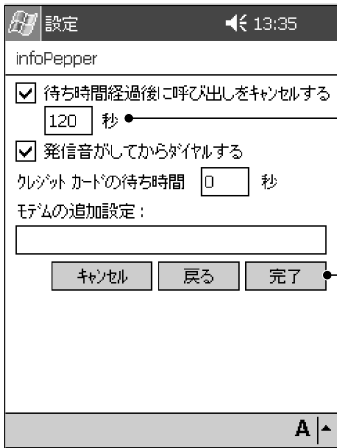 設定 13:35
infoPepper
待ち時間経過後に呼び出しをｷｬﾝｾﾙする
120 秒
発信音がしてからﾀﾞｲﾔﾙする
ｸﾚｼﾞｯﾄ ｶｰﾄﾞの待ち時間 0 秒
ﾓﾃﾞﾑの追加設定：
ｷｬﾝｾﾙ 戻る 完了
A